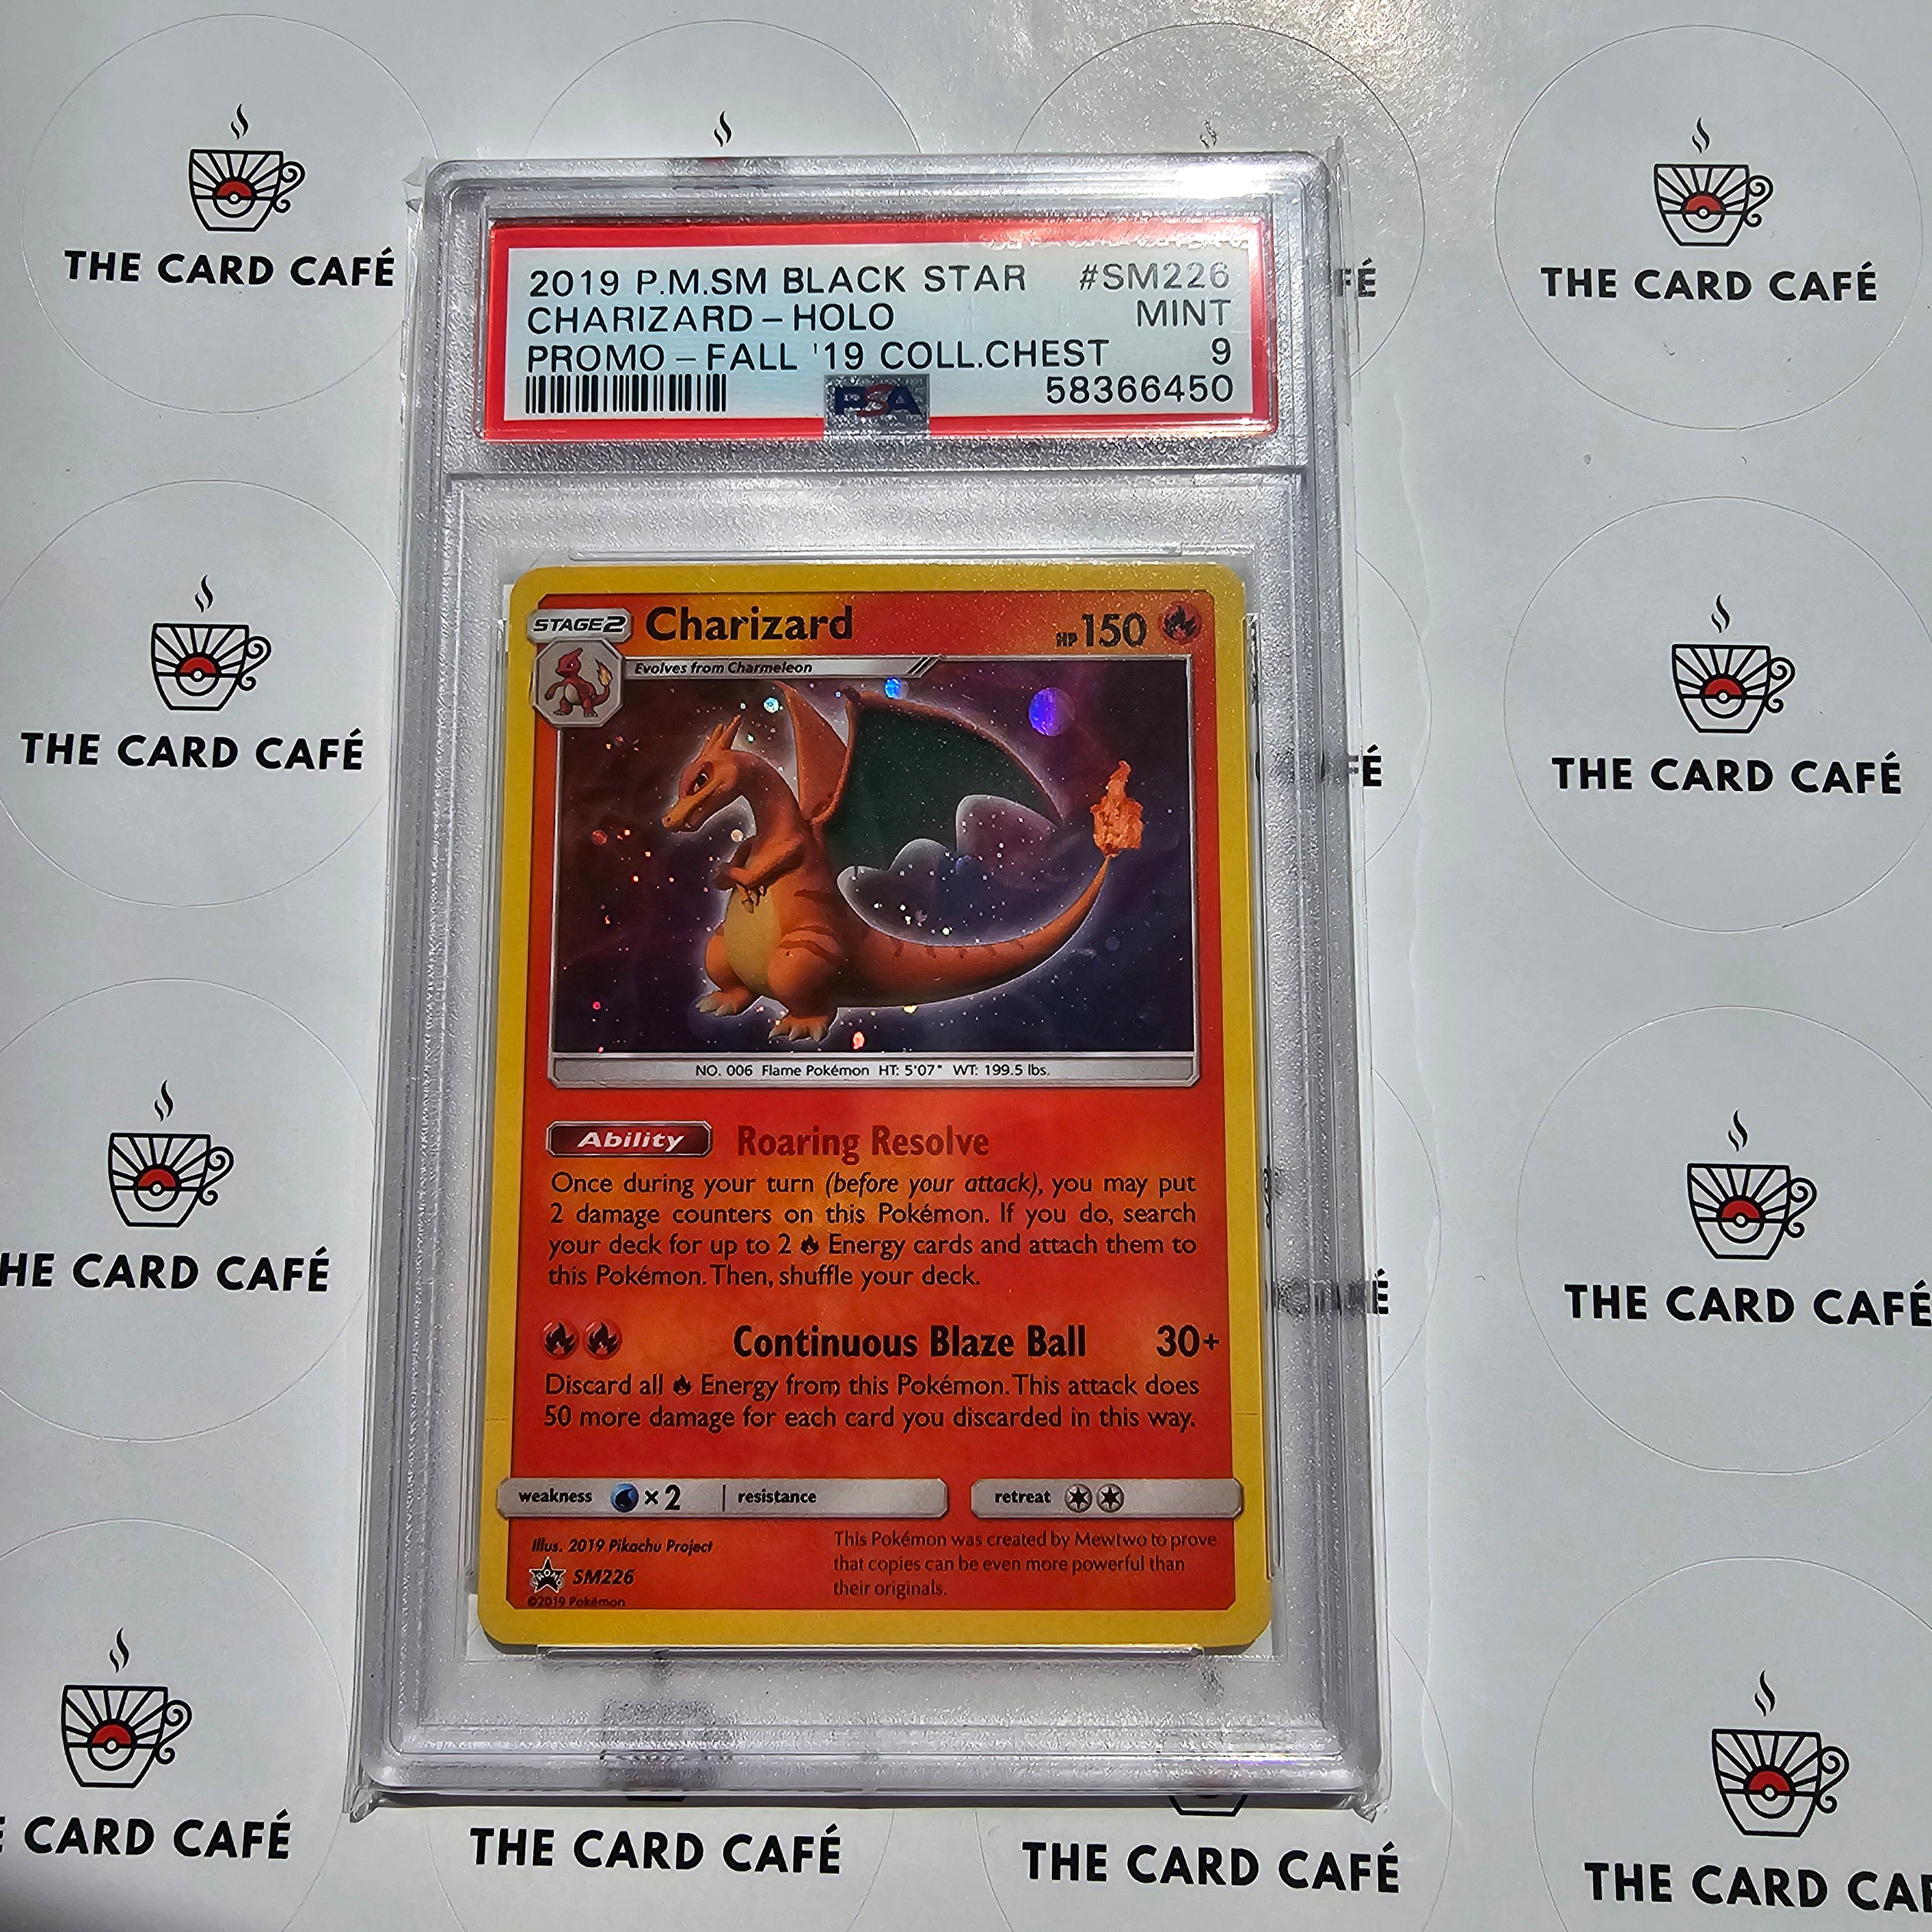 THE CARD CAFÉ
THE CARD CAFÉ
FÉ
2019 P.M.SM BLACK STAR #SM226
CHARIZARD – HOLO MINT
PROMO – FALL '19 COLL.CHEST 9
PSA 58366450
STAGE2 Charizard HP 150
Evolves from Charmeleon
THE CARD CAFÉ
FÉ
THE CARD CAFÉ
NO. 006 Flame Pokémon HT: 5'07" WT: 199.5 lbs.
Ability Roaring Resolve
Once during your turn (before your attack), you may put
2 damage counters on this Pokémon. If you do, search
your deck for up to 2 Energy cards and attach them to
this Pokémon. Then, shuffle your deck.
HE CARD CAFÉ
THE CARD CAFÉ
Continuous Blaze Ball 30+
Discard all Energy from this Pokémon. This attack does
50 more damage for each card you discarded in this way.
weakness ×2 resistance retreat
Illus. 2019 Pikachu Project
PROMO SM226
©2019 Pokémon
This Pokémon was created by Mewtwo to prove
that copies can be even more powerful than
their originals.
CARD CAFÉ
THE CARD CAFÉ
THE CARD CAFÉ
THE CARD CAF